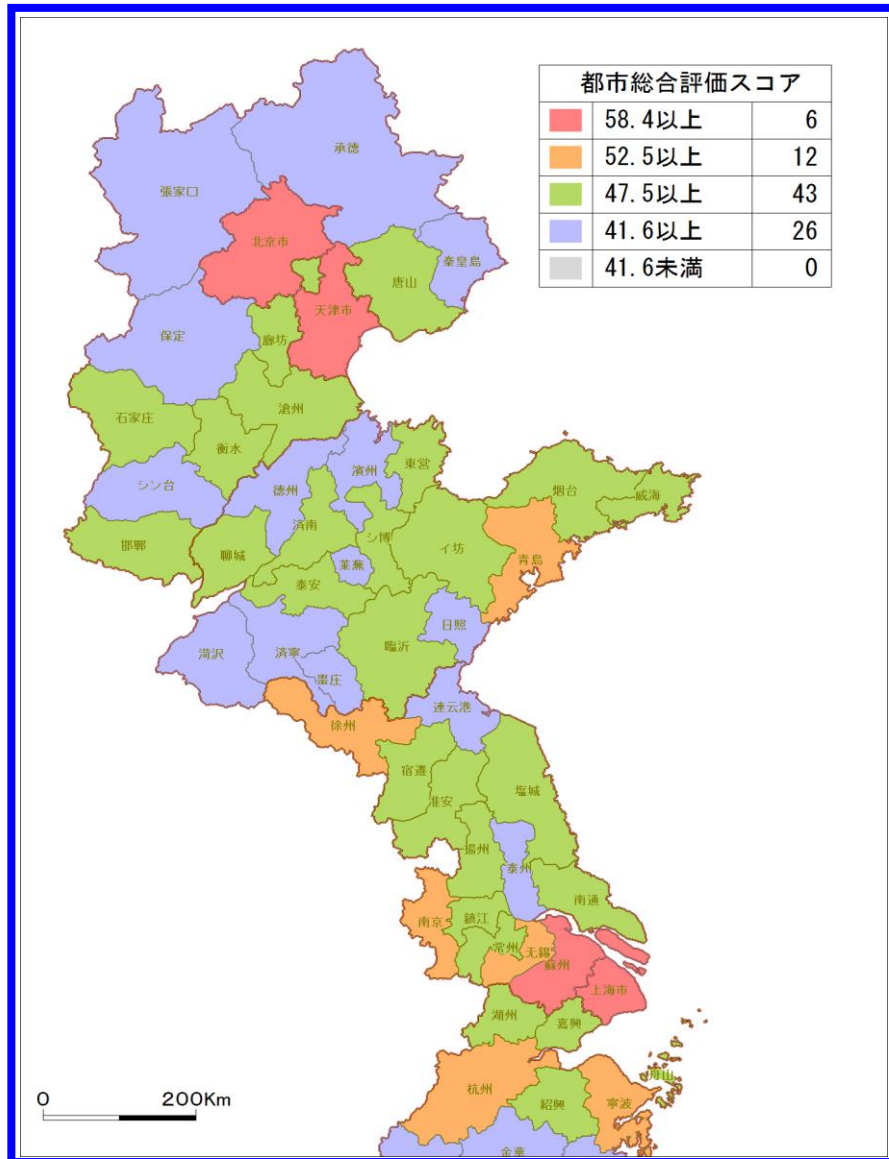 都市総合評価スコア
58.4以上 6
52.5以上 12
47.5以上 43
41.6以上 26
41.6未満 0
承徳
張家口
北京市
秦皇島
唐山
天津市
保定
廊坊
滄州
石家庄
衡水
シン台
濱州
東営
徳州
烟台
威海
済南
シ博
イ坊
邯鄲
聊城
莱蕪
青島
泰安
日照
臨沂
菏沢
済寧
棗庄
連云港
徐州
宿遷
淮安
塩城
揚州
泰州
南通
南京
鎮江
常州
无錫
蘇州
上海市
湖州
嘉興
舟山
杭州
紹興
寧波
金華
0 200Km